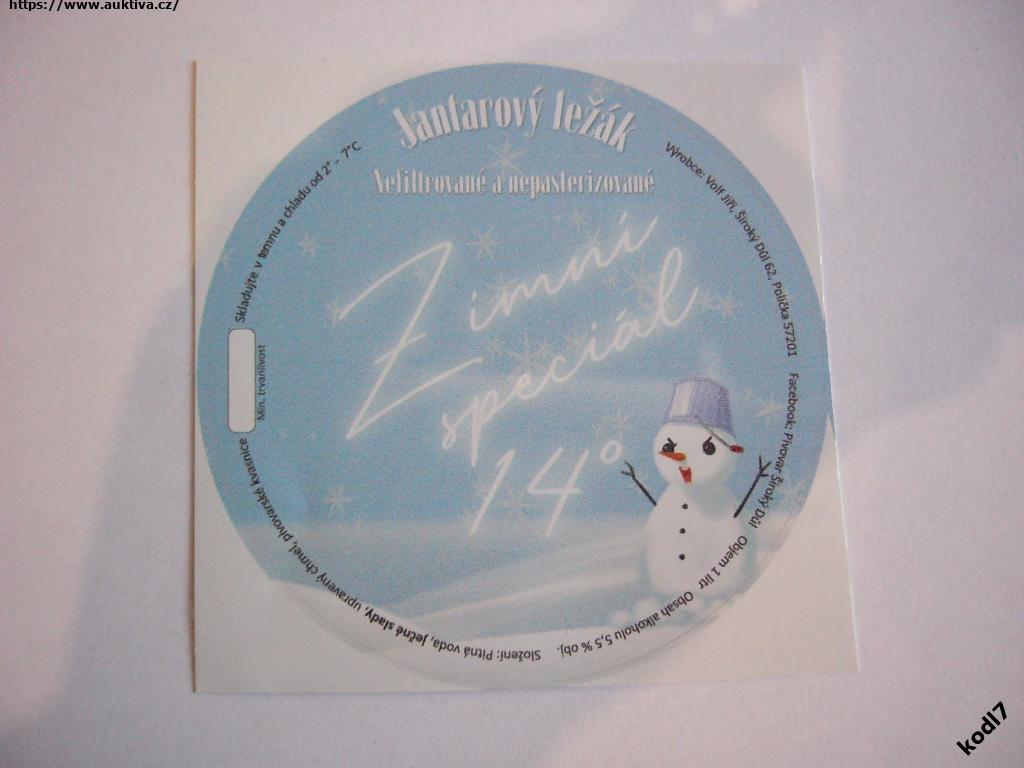 https://www.auktiva.cz/
Jantarový ležák
Nefiltrované a nepasterizované
Zimní
speciál
14°
Výrobce: Volf Jiří, Široký Důl 62, Polička 57201
Facebook: Pivovar Široký Důl
Objem 1 litr Obsah alkoholu 5,5 % obj.
Složení: Pitná voda, ječné slady, upravený chmel, pivovarské kvasnice
Min. trvanlivost
Skladujte v temnu a chladu od 2° - 7°C
kodl7